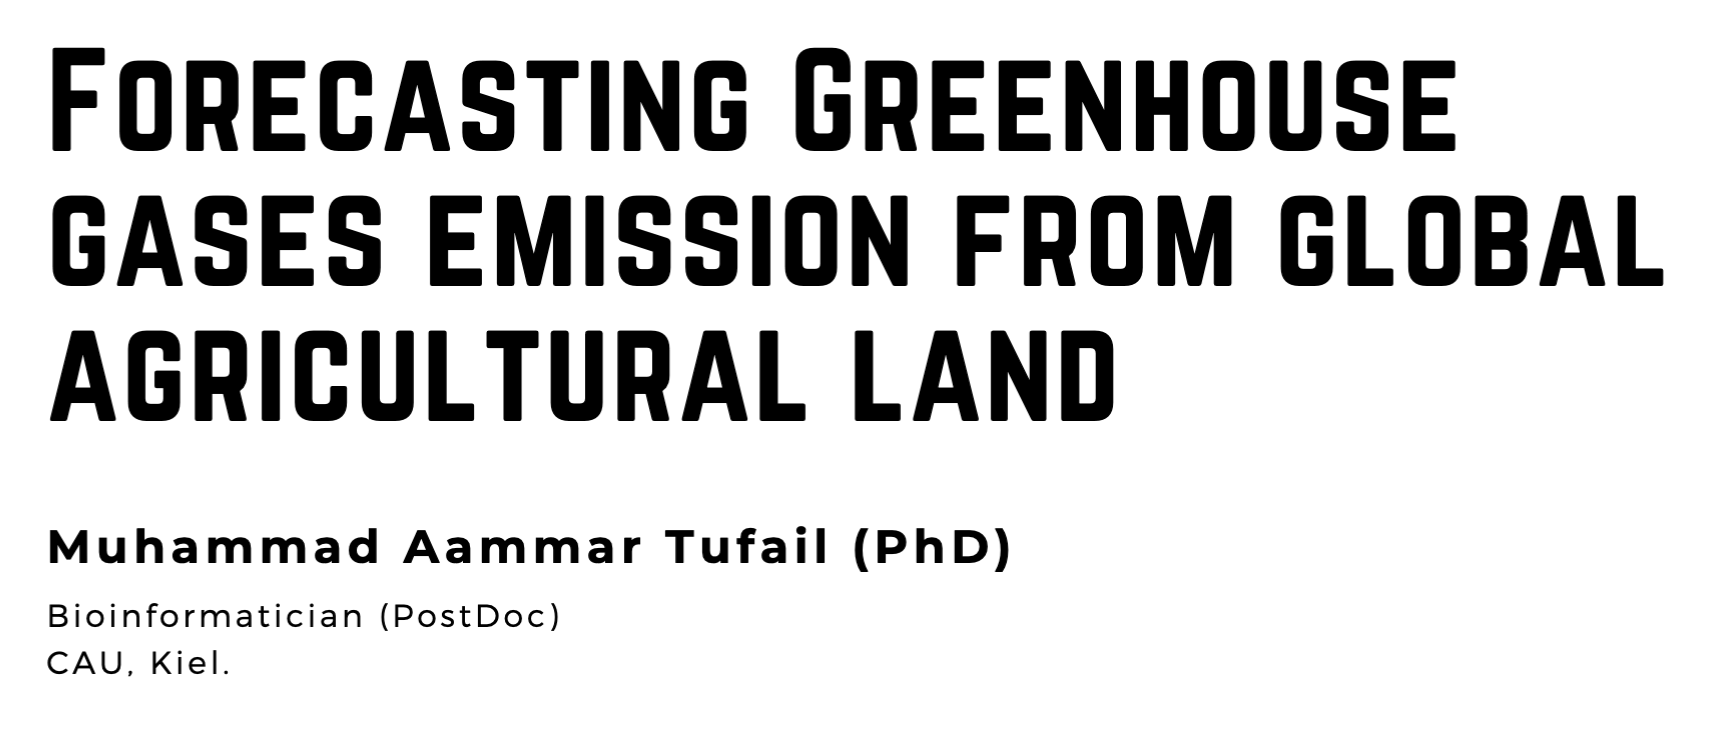 Forecasting Greenhouse
gases emission from global
agricultural land
Muhammad Aammar Tufail (PhD)
Bioinformatician (PostDoc)
CAU, Kiel.